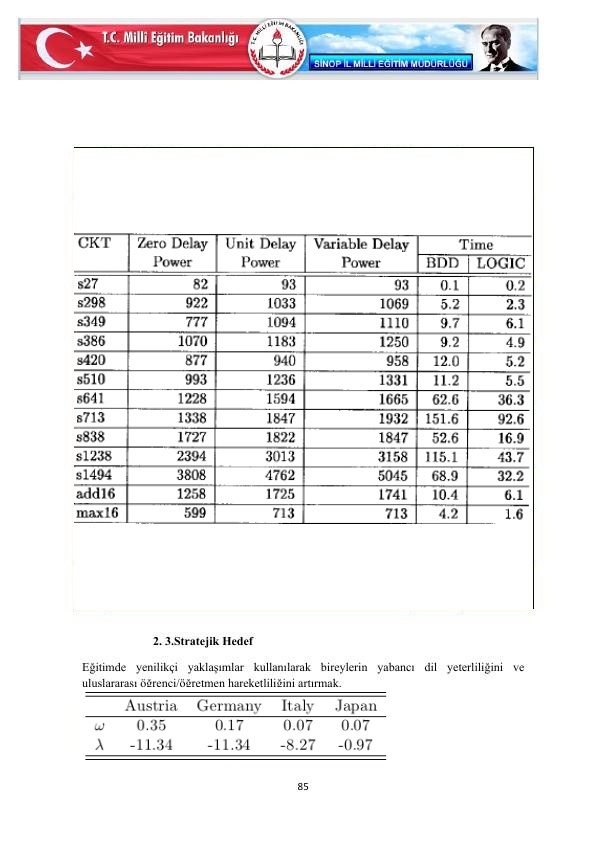 T.C. Millî Eğitim Bakanlığı
T.C. MİLLÎ EĞİTİM BAKANLIĞI
SİNOP İL MİLLİ EĞİTİM MÜDÜRLÜĞÜ
CKT Zero Delay Unit Delay Variable Delay Time
Power Power Power BDD LOGIC
s27 82 93 93 0.1 0.2
s298 922 1033 1069 5.2 2.3
s349 777 1094 1110 9.7 6.1
s386 1070 1183 1250 9.2 4.9
s420 877 940 958 12.0 5.2
s510 993 1236 1331 11.2 5.5
s641 1228 1594 1665 62.6 36.3
s713 1338 1847 1932 151.6 92.6
s838 1727 1822 1847 52.6 16.9
s1238 2394 3013 3158 115.1 43.7
s1494 3808 4762 5045 68.9 32.2
add16 1258 1725 1741 10.4 6.1
max16 599 713 713 4.2 1.6
2. 3.Stratejik Hedef
Eğitimde yenilikçi yaklaşımlar kullanılarak bireylerin yabancı dil yeterliliğini ve
uluslararası öğrenci/öğretmen hareketliliğini artırmak.
Austria Germany Italy Japan
ω 0.35 0.17 0.07 0.07
λ -11.34 -11.34 -8.27 -0.97
85